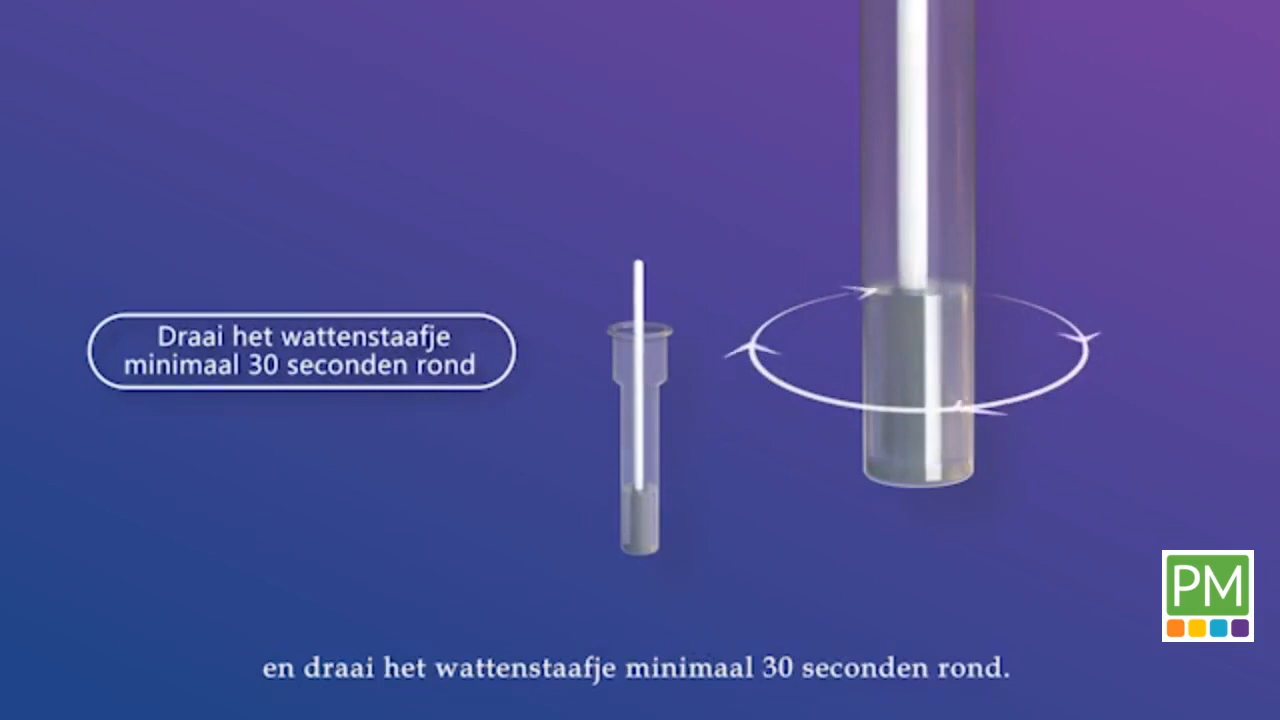 Draai het wattenstaafje
minimaal 30 seconden rond
PM
en draai het wattenstaafje minimaal 30 seconden rond.